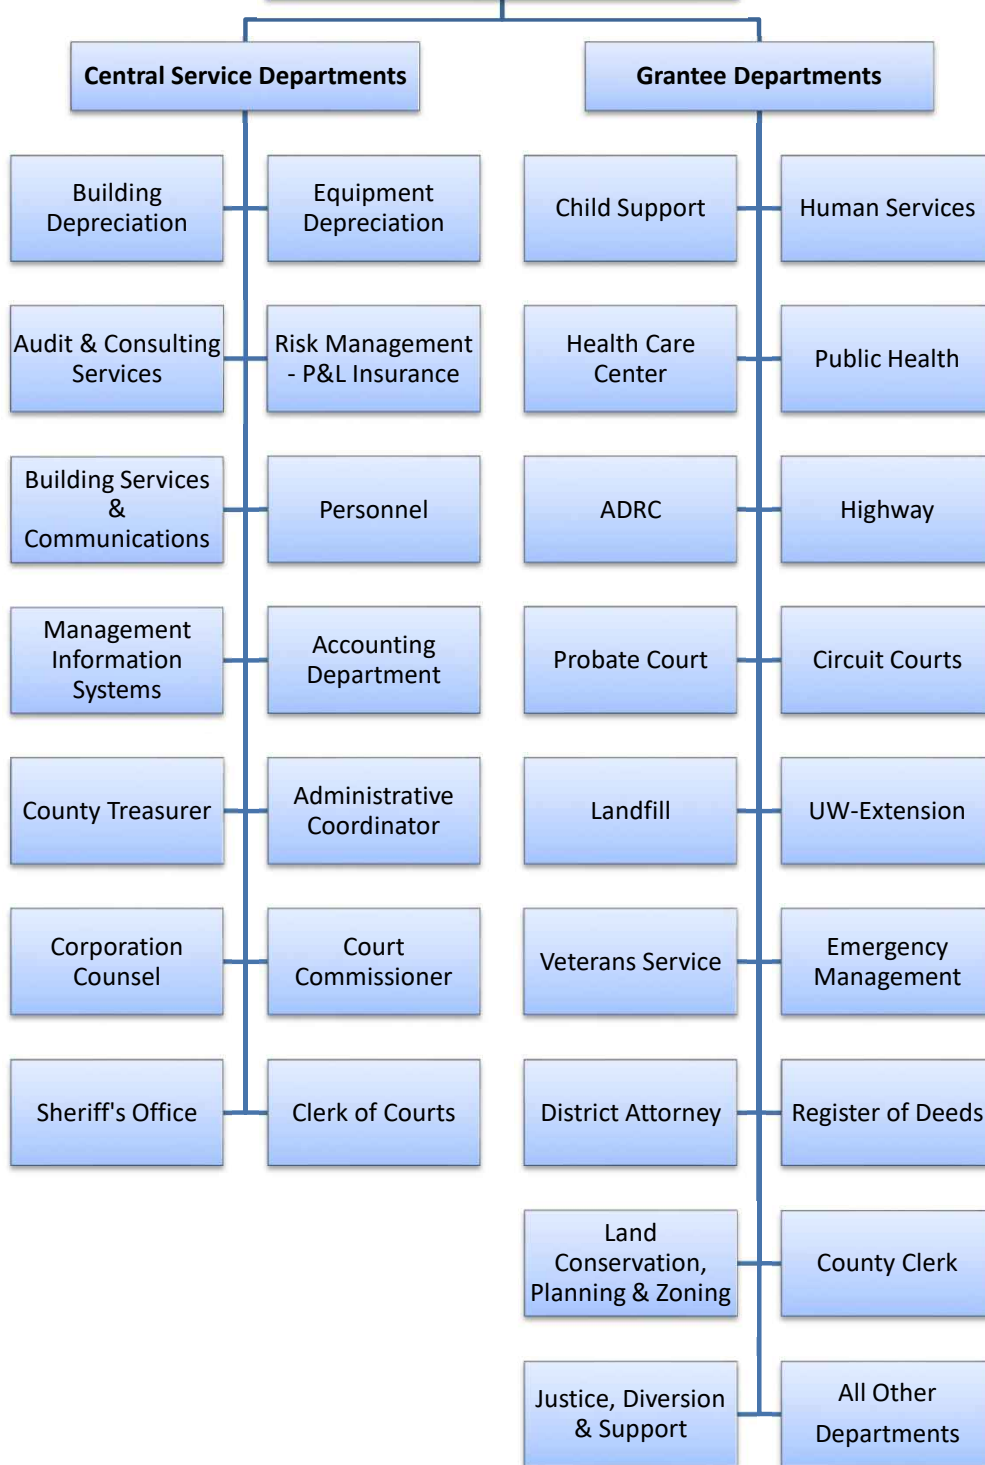 Central Service Departments
Grantee Departments
Building
Depreciation
Equipment
Depreciation
Child Support
Human Services
Audit & Consulting
Services
Risk Management
- P&L Insurance
Health Care
Center
Public Health
Building Services
&
Communications
Personnel
ADRC
Highway
Management
Information
Systems
Accounting
Department
Probate Court
Circuit Courts
County Treasurer
Administrative
Coordinator
Landfill
UW-Extension
Corporation
Counsel
Court
Commissioner
Veterans Service
Emergency
Management
Sheriff's Office
Clerk of Courts
District Attorney
Register of Deeds
Land
Conservation,
Planning & Zoning
County Clerk
Justice, Diversion
& Support
All Other
Departments